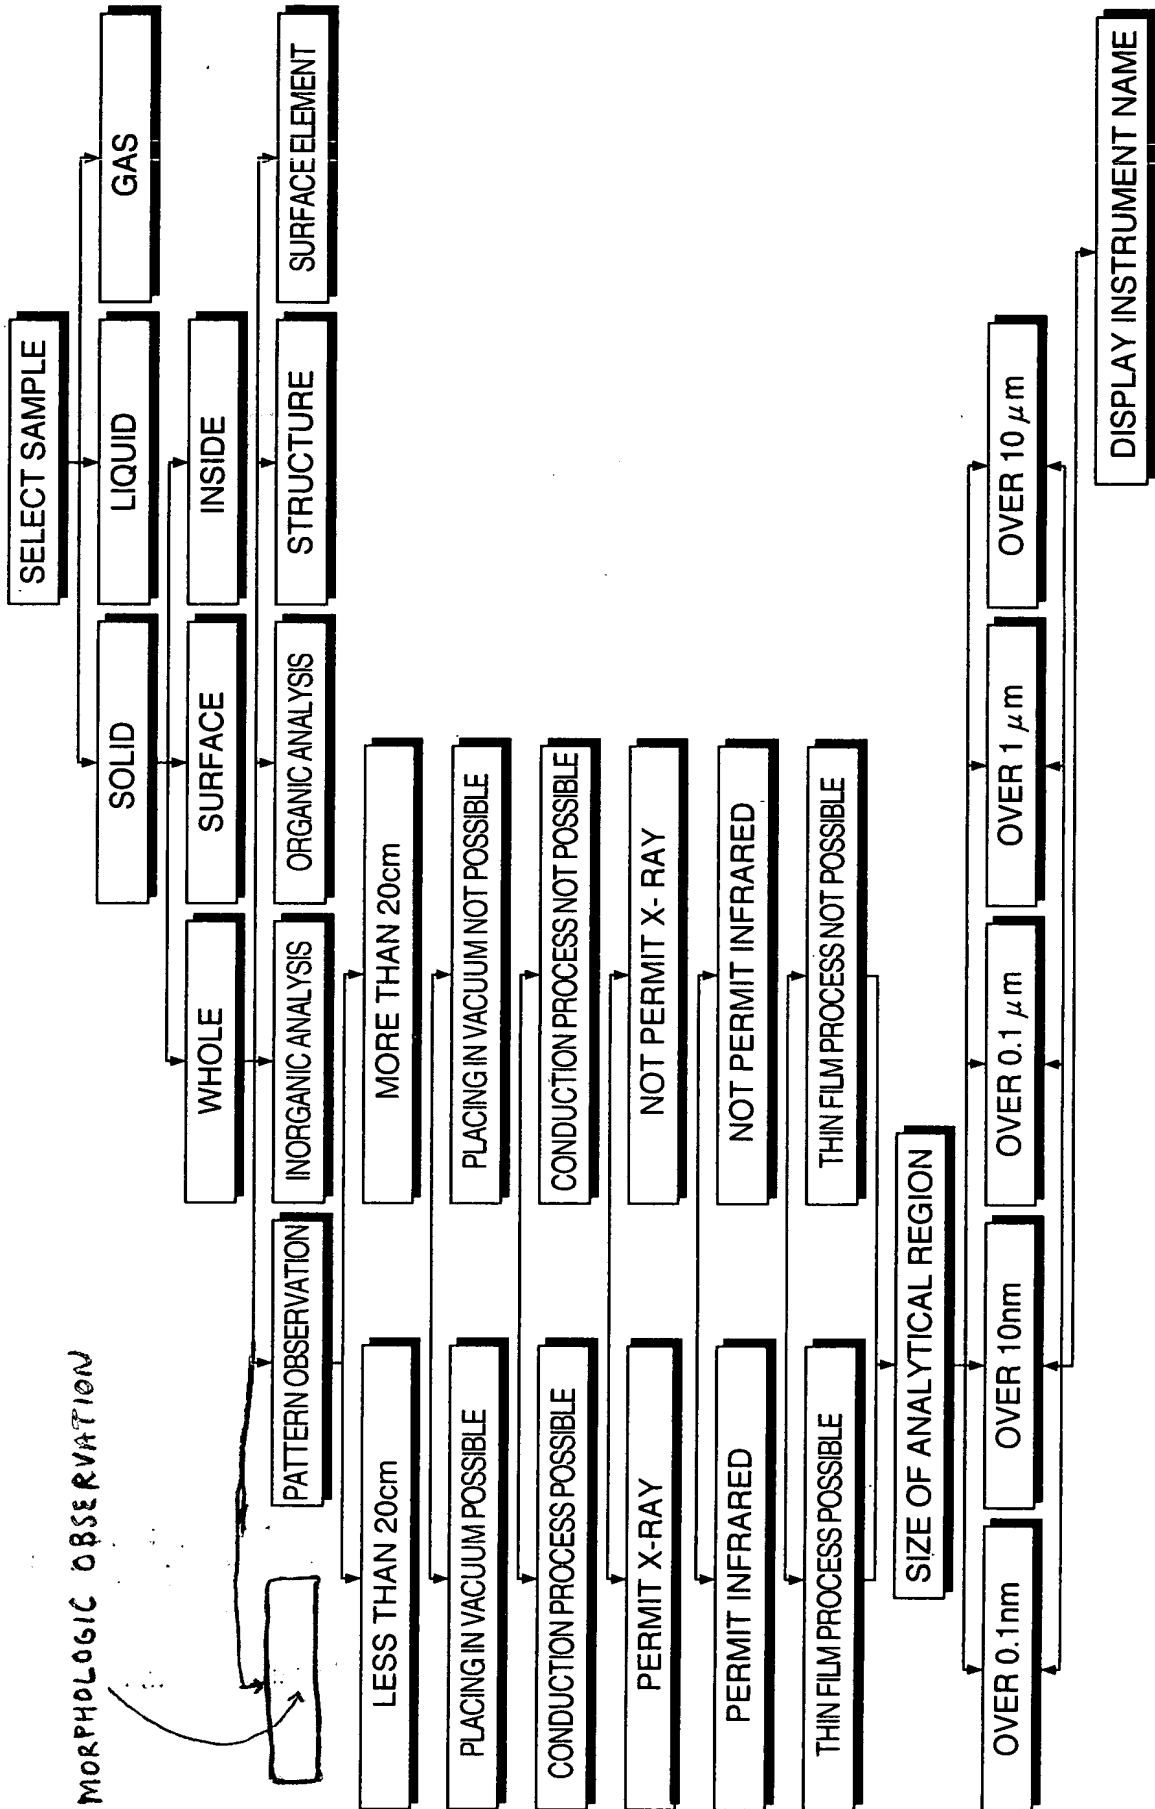 MORPHOLOGIC OBSERVATION
SELECT SAMPLE
SOLID
LIQUID
GAS
WHOLE
SURFACE
INSIDE
PATTERN OBSERVATION
INORGANIC ANALYSIS
ORGANIC ANALYSIS
STRUCTURE
SURFACE ELEMENT
LESS THAN 20cm
MORE THAN 20cm
PLACING IN VACUUM POSSIBLE
PLACING IN VACUUM NOT POSSIBLE
CONDUCTION PROCESS POSSIBLE
CONDUCTION PROCESS NOT POSSIBLE
PERMIT X-RAY
NOT PERMIT X- RAY
PERMIT INFRARED
NOT PERMIT INFRARED
THIN FILM PROCESS POSSIBLE
THIN FILM PROCESS NOT POSSIBLE
SIZE OF ANALYTICAL REGION
OVER 0.1nm
OVER 10nm
OVER 0.1 μm
OVER 1 μm
OVER 10 μm
DISPLAY INSTRUMENT NAME